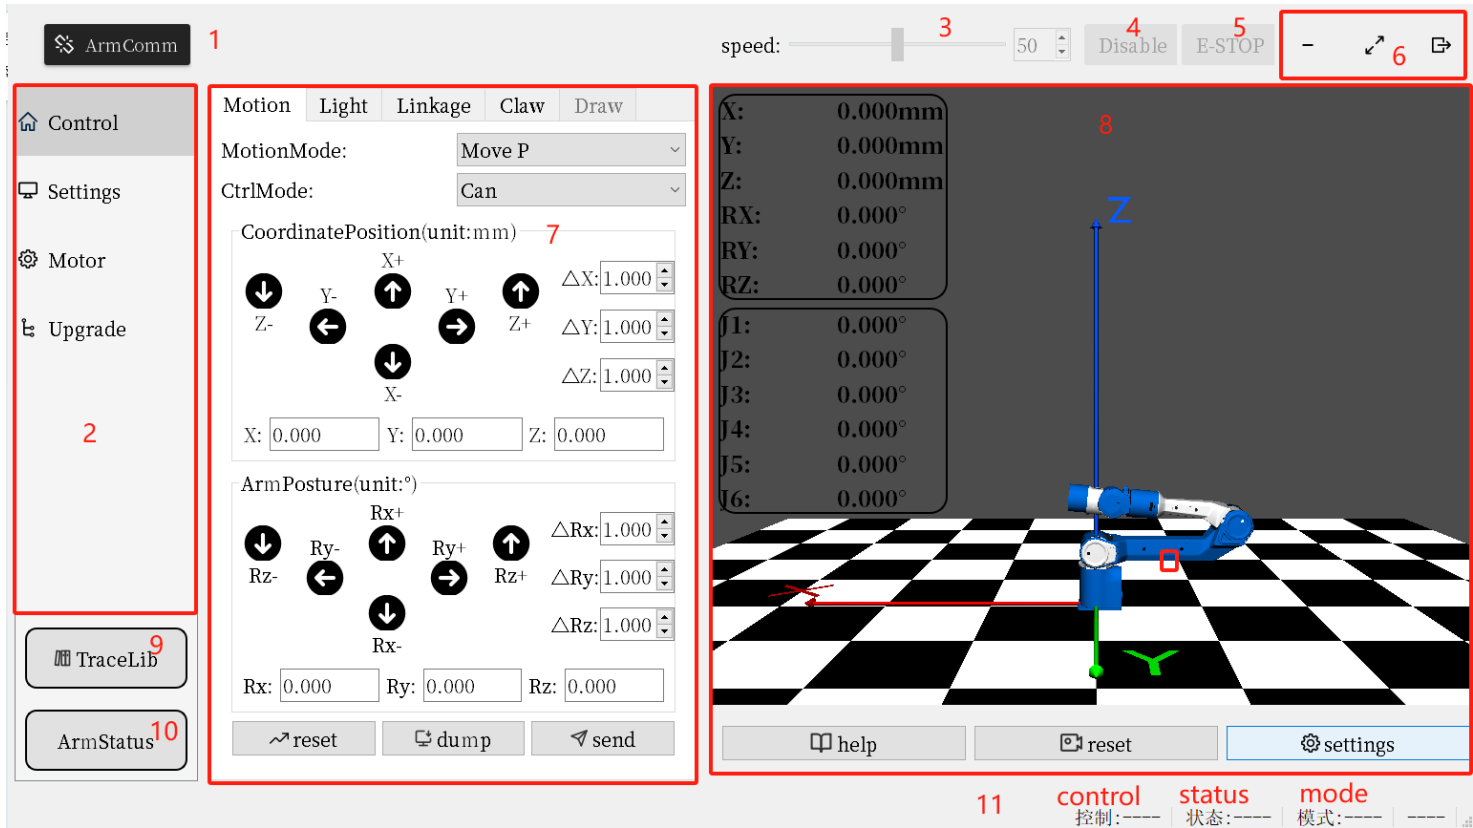 ArmComm 1
speed: 3 50 4 Disable 5 E-STOP 6
Control
Settings
Motor
Upgrade
2
9 TraceLib
10 ArmStatus
Motion Light Linkage Claw Draw
MotionMode: Move P
CtrlMode: Can
CoordinatePosition(unit:mm) 7
X+
Y- Y+
Z- Z+
X-
△X: 1.000
△Y: 1.000
△Z: 1.000
X: 0.000 Y: 0.000 Z: 0.000
ArmPosture(unit:°)
Rx+
Ry- Ry+
Rz- Rz+
Rx-
△Rx: 1.000
△Ry: 1.000
△Rz: 1.000
Rx: 0.000 Ry: 0.000 Rz: 0.000
reset dump send
8
X: 0.000mm
Y: 0.000mm
Z: 0.000mm
RX: 0.000°
RY: 0.000°
RZ: 0.000°
J1: 0.000°
J2: 0.000°
J3: 0.000°
J4: 0.000°
J5: 0.000°
J6: 0.000°
Z
X
Y
help reset settings
11 control status mode
控制:---- 状态:---- 模式:---- ----